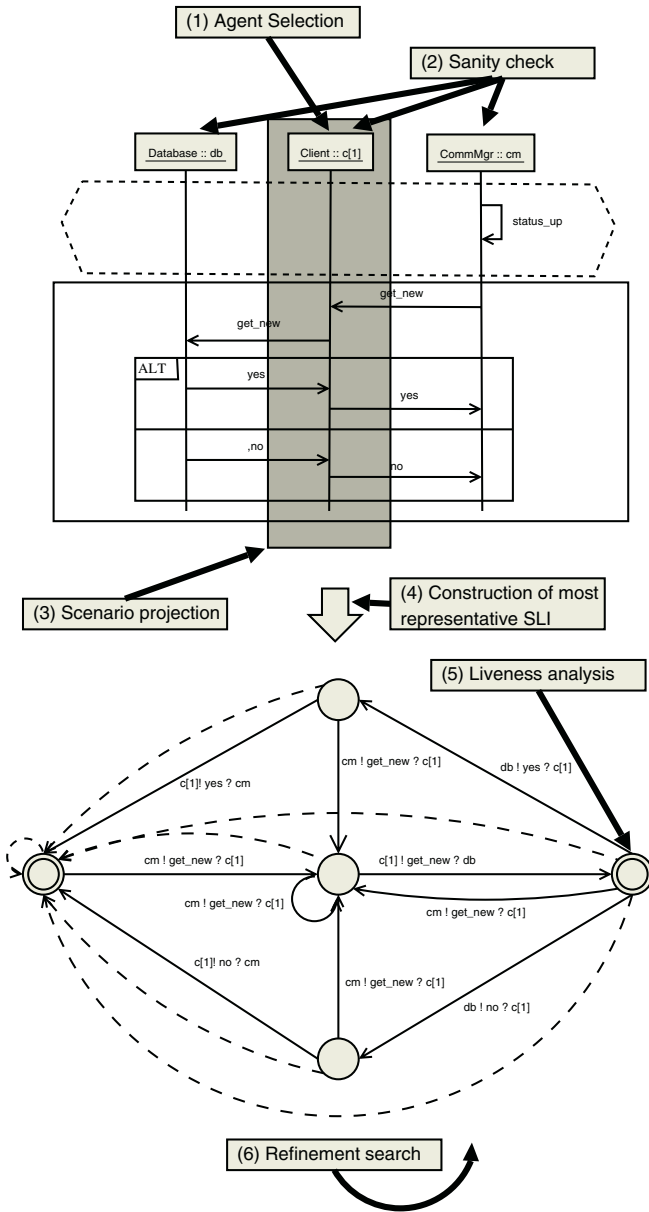 (1) Agent Selection
(2) Sanity check
Database :: db
Client :: c[1]
CommMgr :: cm
status_up
get_new
get_new
ALT
yes
yes
,no
no
(3) Scenario projection
(4) Construction of most
representative SLI
(5) Liveness analysis
cm ! get_new ? c[1]
db ! yes ? c[1]
c[1]! yes ? cm
cm ! get_new ? c[1]
c[1] ! get_new ? db
cm ! get_new ? c[1]
cm ! get_new ? c[1]
c[1]! no ? cm
cm ! get_new ? c[1]
db ! no ? c[1]
(6) Refinement search